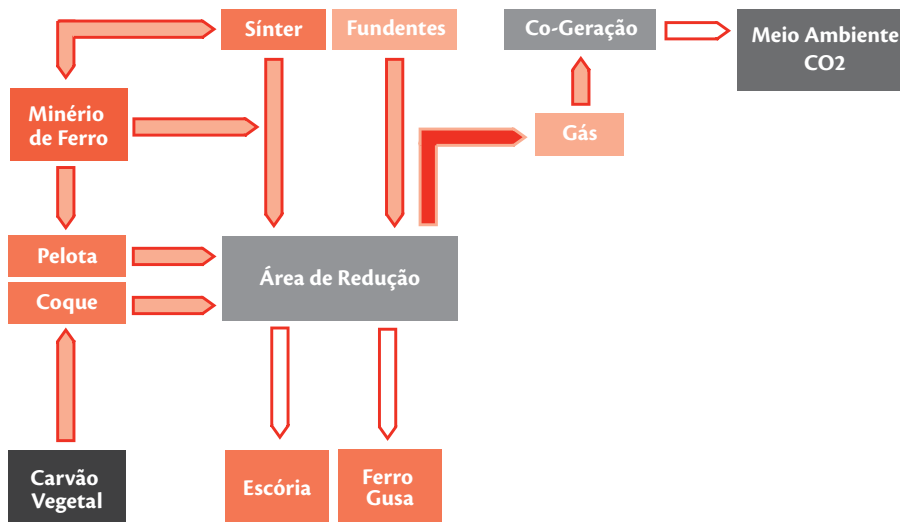 Sínter
Fundentes
Co-Geração
Meio Ambiente
CO2
Minério
de Ferro
Gás
Pelota
Área de Redução
Coque
Carvão
Vegetal
Escória
Ferro
Gusa